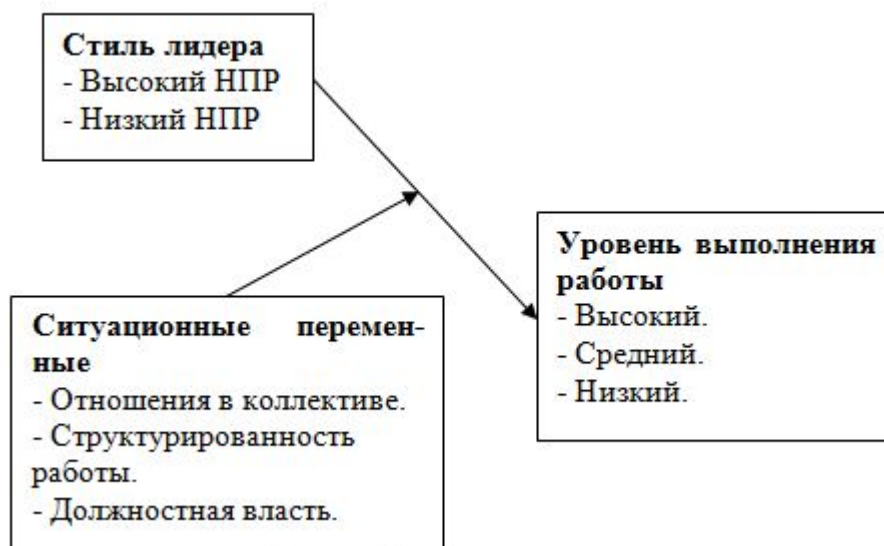 Стиль лидера
- Высокий НПР
- Низкий НПР
Уровень выполнения
работы
- Высокий.
- Средний.
- Низкий.
Ситуационные перемен-
ные
- Отношения в коллективе.
- Структурированность
работы.
- Должностная власть.